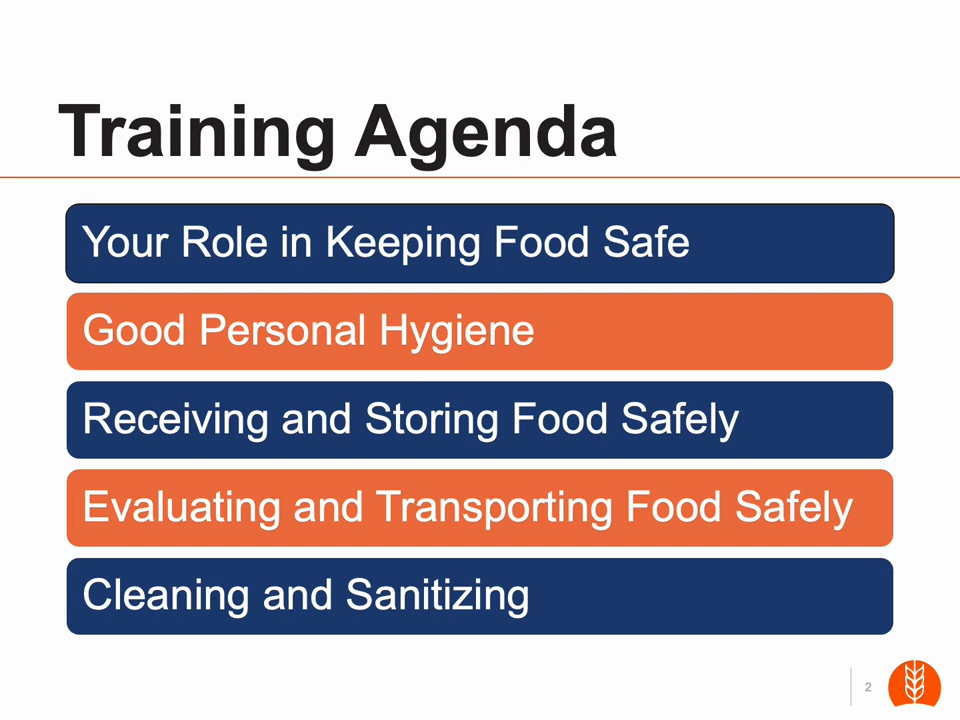 Training Agenda
Your Role in Keeping Food Safe
Good Personal Hygiene
Receiving and Storing Food Safely
Evaluating and Transporting Food Safely
Cleaning and Sanitizing
2